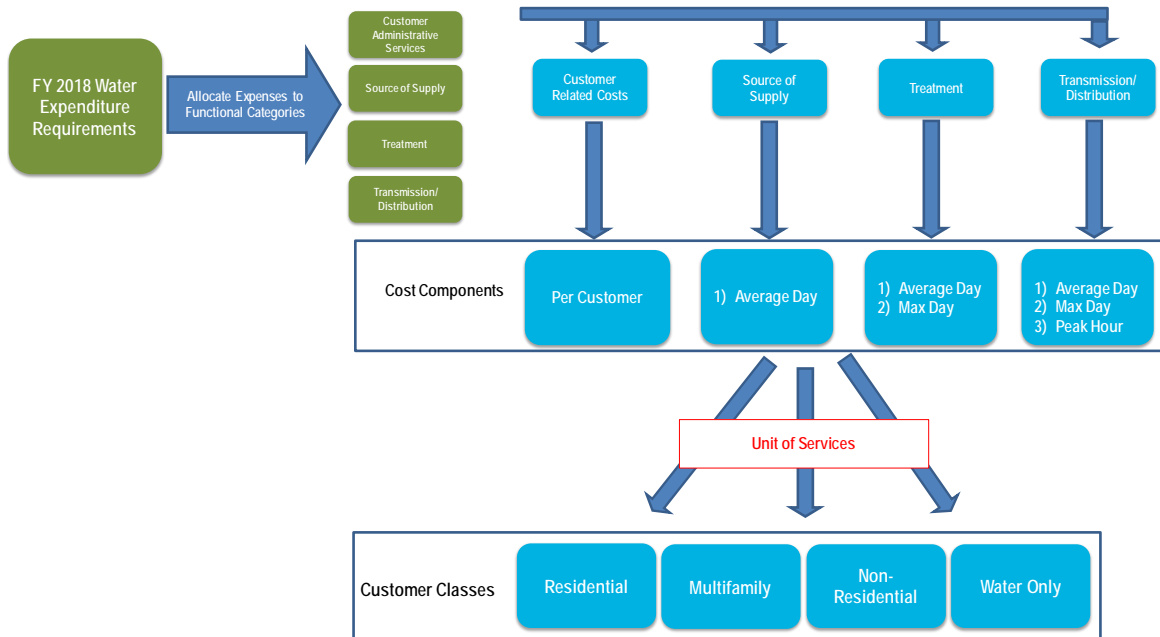 FY 2018 Water
Expenditure
Requirements
Allocate Expenses to
Functional Categories
Customer
Administrative
Services
Source of Supply
Treatment
Transmission/
Distribution
Customer
Related Costs
Source of
Supply
Treatment
Transmission/
Distribution
Cost Components
Per Customer
1) Average Day
1) Average Day
2) Max Day
1) Average Day
2) Max Day
3) Peak Hour
Unit of Services
Customer Classes
Residential
Multifamily
Non-
Residential
Water Only